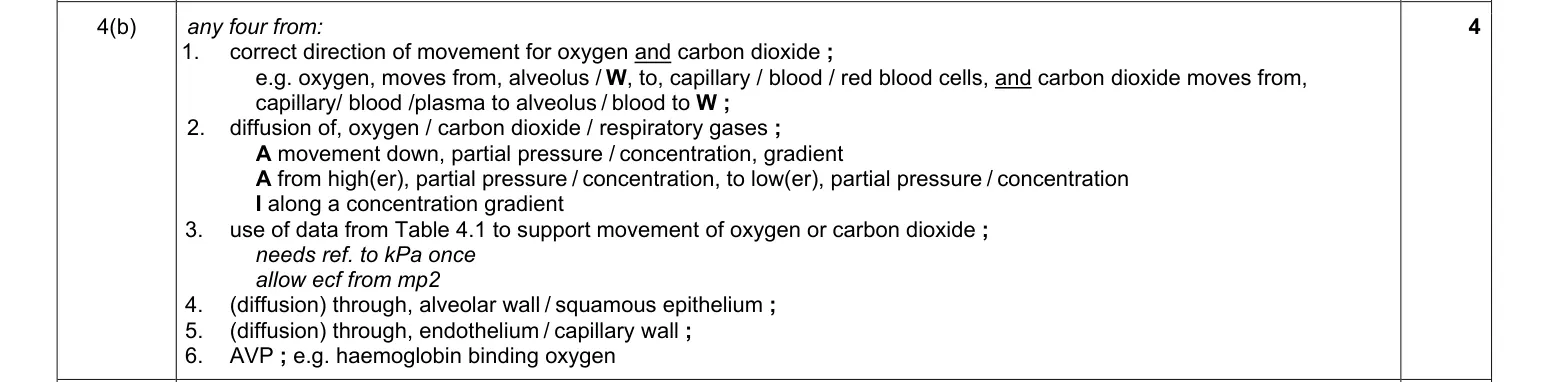 4(b) any four from: 4
1. correct direction of movement for oxygen and carbon dioxide ;
e.g. oxygen, moves from, alveolus / W, to, capillary / blood / red blood cells, and carbon dioxide moves from,
capillary/ blood /plasma to alveolus / blood to W ;
2. diffusion of, oxygen / carbon dioxide / respiratory gases ;
A movement down, partial pressure / concentration, gradient
A from high(er), partial pressure / concentration, to low(er), partial pressure / concentration
I along a concentration gradient
3. use of data from Table 4.1 to support movement of oxygen or carbon dioxide ;
needs ref. to kPa once
allow ecf from mp2
4. (diffusion) through, alveolar wall / squamous epithelium ;
5. (diffusion) through, endothelium / capillary wall ;
6. AVP ; e.g. haemoglobin binding oxygen